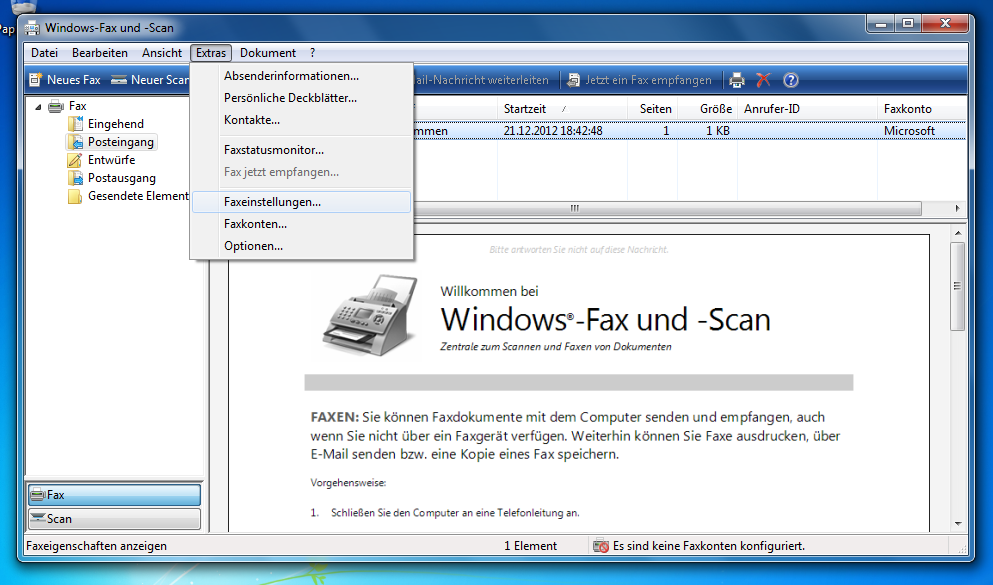 Pap
Windows-Fax und -Scan
Datei Bearbeiten Ansicht Extras Dokument ?
Neues Fax Neuer Scan ail-Nachricht weiterleiten Jetzt ein Fax empfangen
Absenderinformationen...
Persönliche Deckblätter...
Kontakte...
Faxstatusmonitor...
Fax jetzt empfangen...
Faxeinstellungen...
Faxkonten...
Optionen...
Fax
Eingehend
Posteingang
Entwürfe
Postausgang
Gesendete Element
Startzeit Seiten Größe Anrufer-ID Faxkonto
mmen 21.12.2012 18:42:48 1 1 KB Microsoft
Bitte antworten Sie nicht auf diese Nachricht.
Willkommen bei
Windows®-Fax und -Scan
Zentrale zum Scannen und Faxen von Dokumenten
FAXEN: Sie können Faxdokumente mit dem Computer senden und empfangen, auch
wenn Sie nicht über ein Faxgerät verfügen. Weiterhin können Sie Faxe ausdrucken, über
E-Mail senden bzw. eine Kopie eines Fax speichern.
Vorgehensweise:
1. Schließen Sie den Computer an eine Telefonleitung an.
Fax
Scan
Faxeigenschaften anzeigen 1 Element Es sind keine Faxkonten konfiguriert.